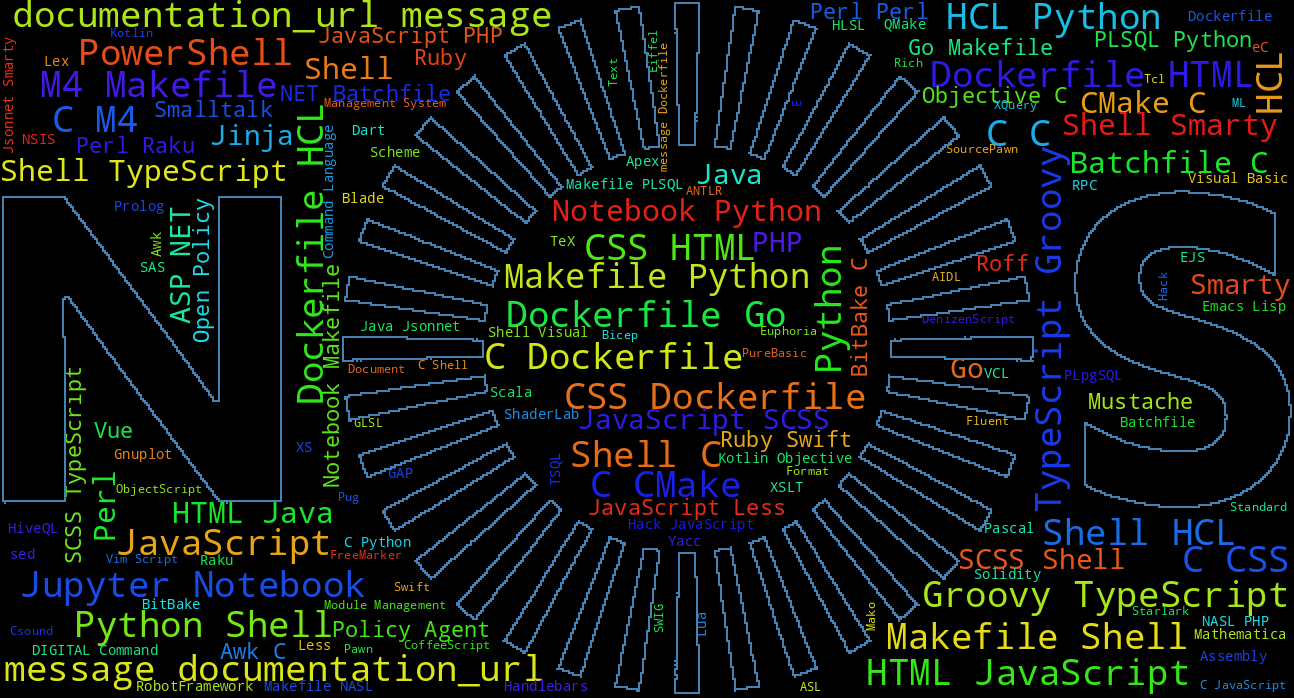 documentation_url message
Perl Perl
HCL Python
Dockerfile
Kotlin
JavaScript PHP
HLSL
QMake
Jsonnet Smarty
Lex
PowerShell
Ruby
Text
Eiffel
message Dockerfile
Go Makefile
PLSQL Python
eC
Rich
Shell
M4 Makefile
NET Batchfile
Dockerfile HTML
Tcl
HCL
Management System
E
Objective C
XQuery
CMake C
ML
C M4
Smalltalk
Dart
C C
Shell Smarty
NSIS
Perl Raku
Jinja
Scheme
SourcePawn
Shell TypeScript
Apex
Java
Batchfile C
Visual Basic
Makefile PLSQL
ANTLR
RPC
Dockerfile HCL
Command Language
Blade
Prolog
Notebook Python
TypeScript Groovy
ASP NET
Open Policy
Awk
SAS
TeX
CSS HTML
PHP
Python
BitBake C
Roff
EJS
Makefile Python
AIDL
Hack
Smarty
Emacs Lisp
Notebook Makefile
Java Jsonnet
Dockerfile Go
DenizenScript
Shell Visual
Bicep
Euphoria
C Dockerfile
PureBasic
Document
C Shell
Go
VCL
PLpgSQL
SCSS TypeScript
Scala
CSS Dockerfile
Mustache
ShaderLab
JavaScript SCSS
GLSL
Fluent
Batchfile
Vue
Ruby Swift
XS
Gnuplot
Shell C
Kotlin Objective
TSQL
GAP
Format
Perl
ObjectScript
C CMake
XSLT
Pug
JavaScript Less
Standard
HTML Java
Hack JavaScript
Pascal
HiveQL
Shell HCL
JavaScript
C Python
Yacc
sed
Vim Script
Raku
FreeMarker
SCSS Shell
C CSS
Solidity
Jupyter Notebook
Swift
Groovy TypeScript
BitBake
Module Management
SWIG
Lua
Mako
Starlark
Csound
Python Shell
Policy Agent
NASL PHP
Makefile Shell
Mathematica
DIGITAL Command
Awk C
Less
Pawn
CoffeeScript
Assembly
message documentation_url
HTML JavaScript
RobotFramework
Makefile NASL
Handlebars
ASL
C JavaScript